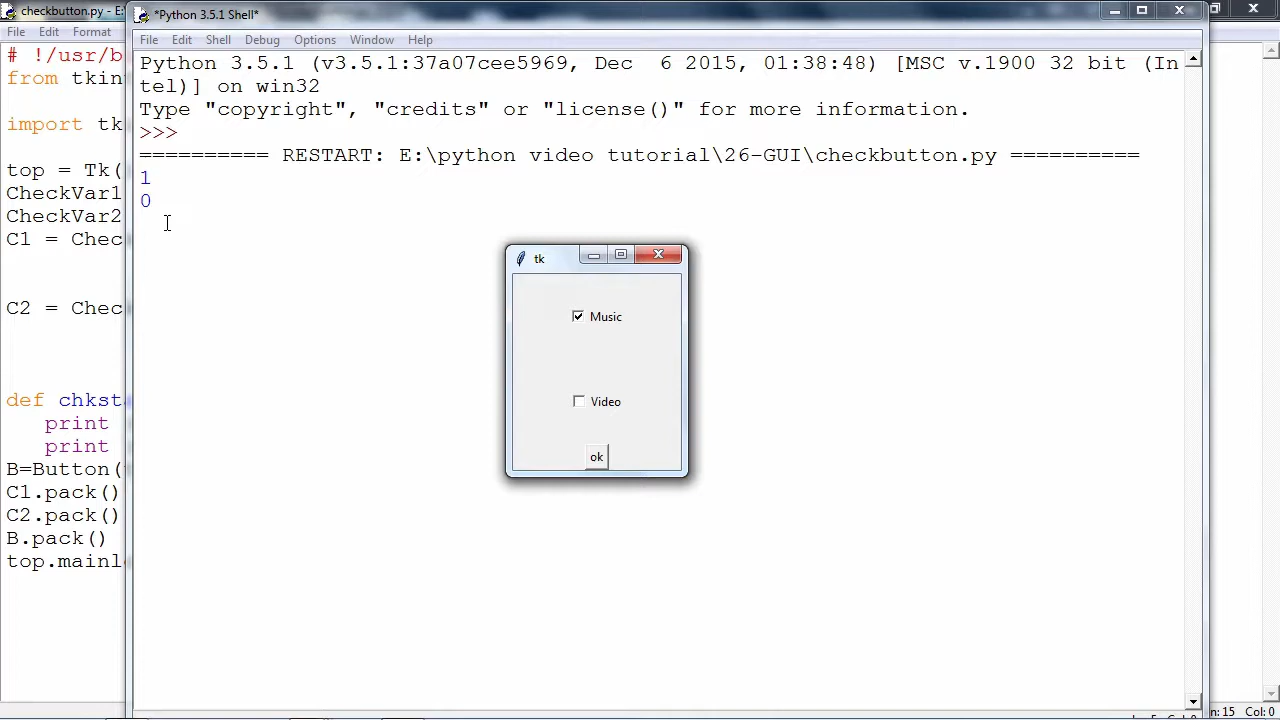 checkbutton.py - E:
*Python 3.5.1 Shell*
File Edit Format
File Edit Shell Debug Options Window Help
# !/usr/b
from tkin
import tk
top = Tk(
CheckVar1
CheckVar2
C1 = Chec
C2 = Chec
def chksta
print
print
B=Button(
C1.pack()
C2.pack()
B.pack()
top.mainl
Python 3.5.1 (v3.5.1:37a07cee5969, Dec  6 2015, 01:38:48) [MSC v.1900 32 bit (In
tel)] on win32
Type "copyright", "credits" or "license()" for more information.
>>>
========== RESTART: E:\python video tutorial\26-GUI\checkbutton.py ==========
1
0
tk
Music
Video
ok
n: 15 Col: 0